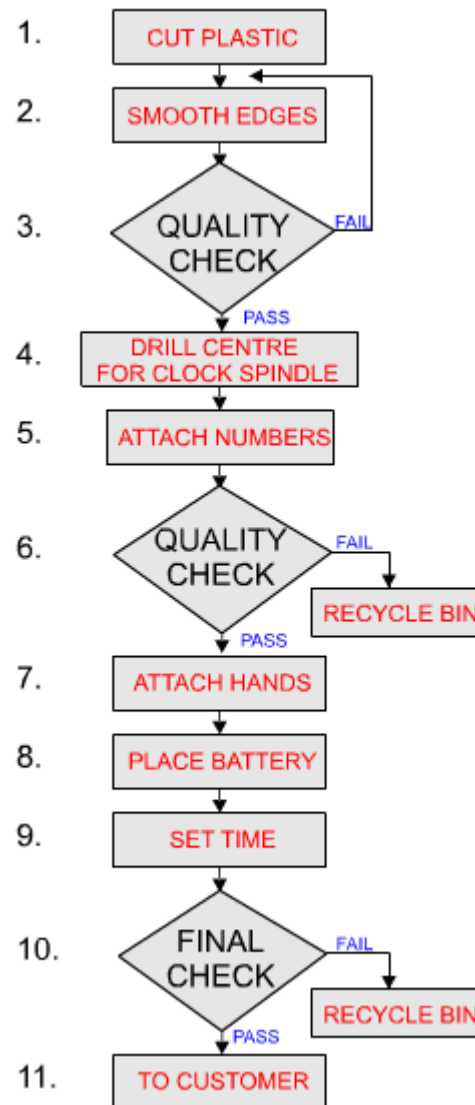 1. CUT PLASTIC
2. SMOOTH EDGES
3. QUALITY
CHECK
FAIL
PASS
4. DRILL CENTRE
FOR CLOCK SPINDLE
5. ATTACH NUMBERS
6. QUALITY
CHECK
FAIL
RECYCLE BIN
PASS
7. ATTACH HANDS
8. PLACE BATTERY
9. SET TIME
10. FINAL
CHECK
FAIL
RECYCLE BIN
PASS
11. TO CUSTOMER